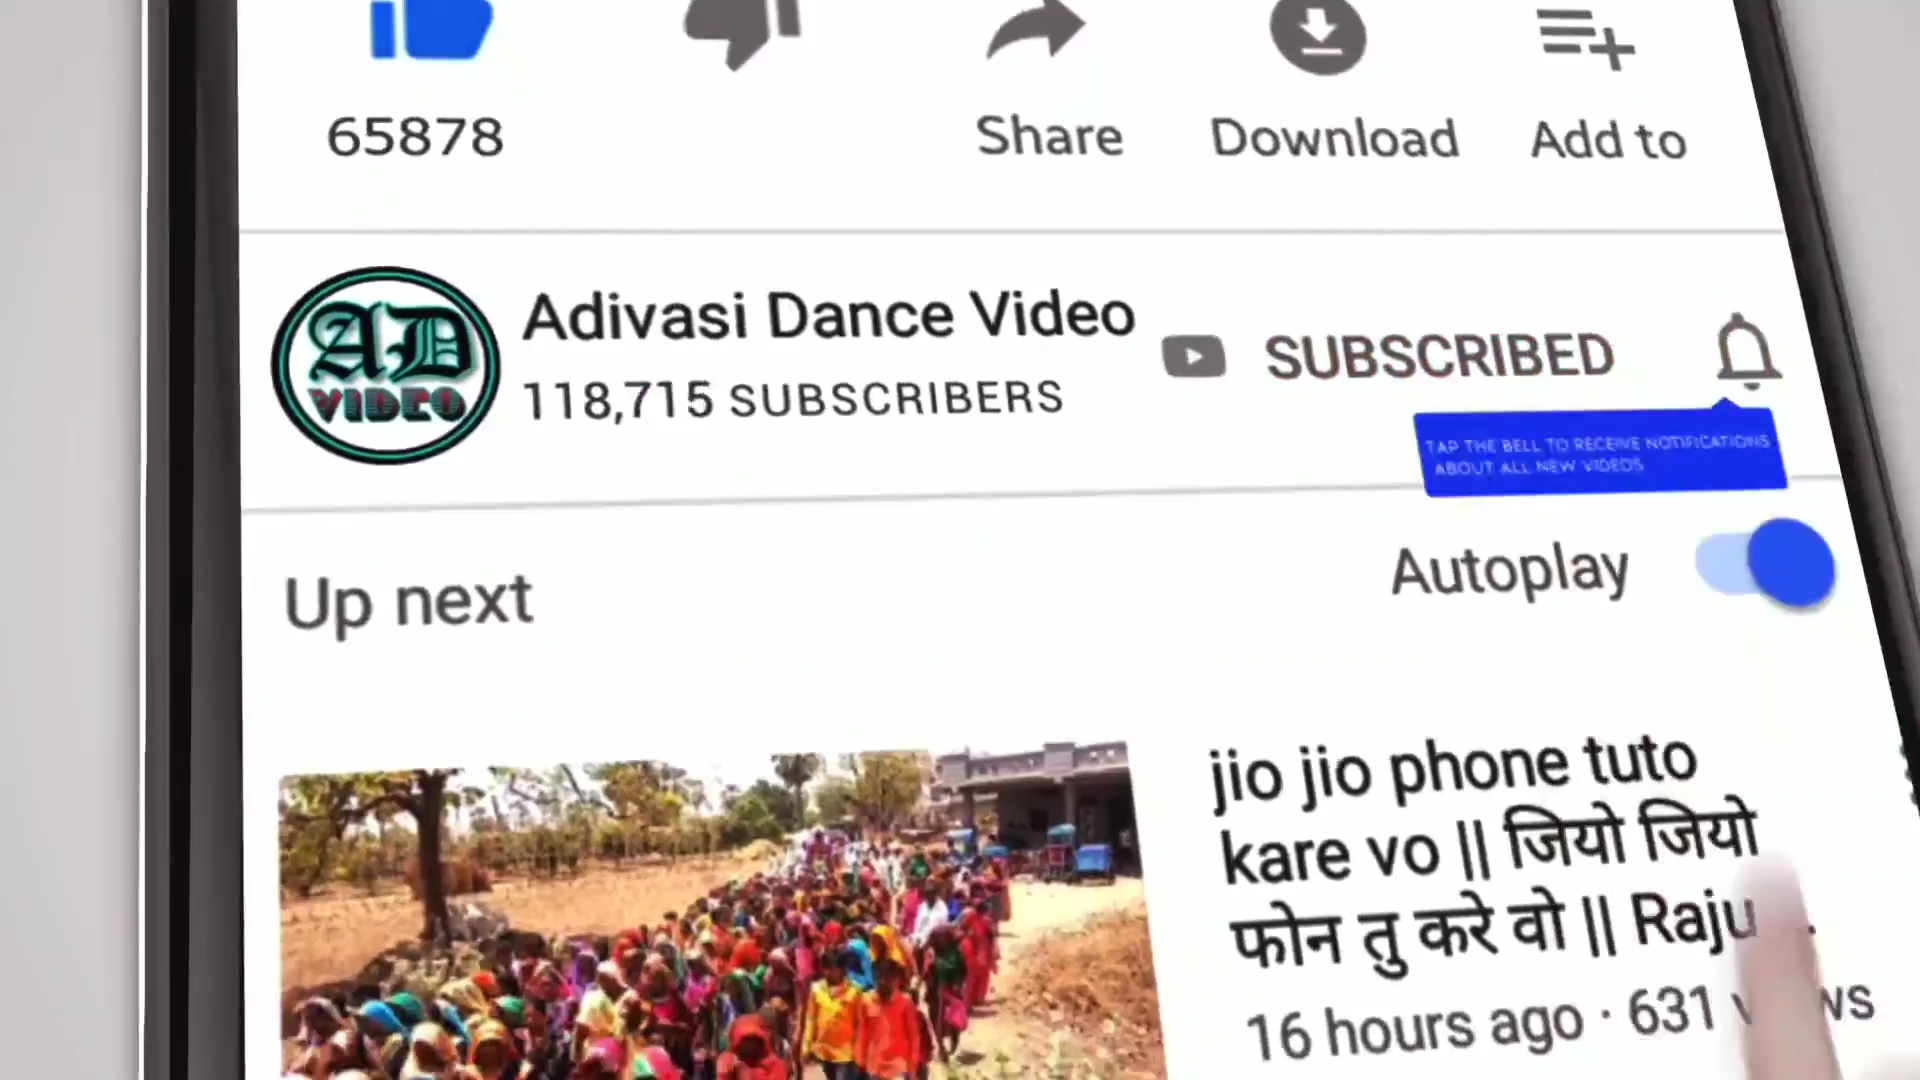 65878
Share
Download
Add to
AD
VIDEO
Adivasi Dance Video
118,715 SUBSCRIBERS
SUBSCRIBED
TAP THE BELL TO RECEIVE NOTIFICATIONS
ABOUT ALL NEW VIDEOS
Up next
Autoplay
jio jio phone tuto
kare vo || जियो जियो
फोन तु करे वो || Raju
16 hours ago · 631